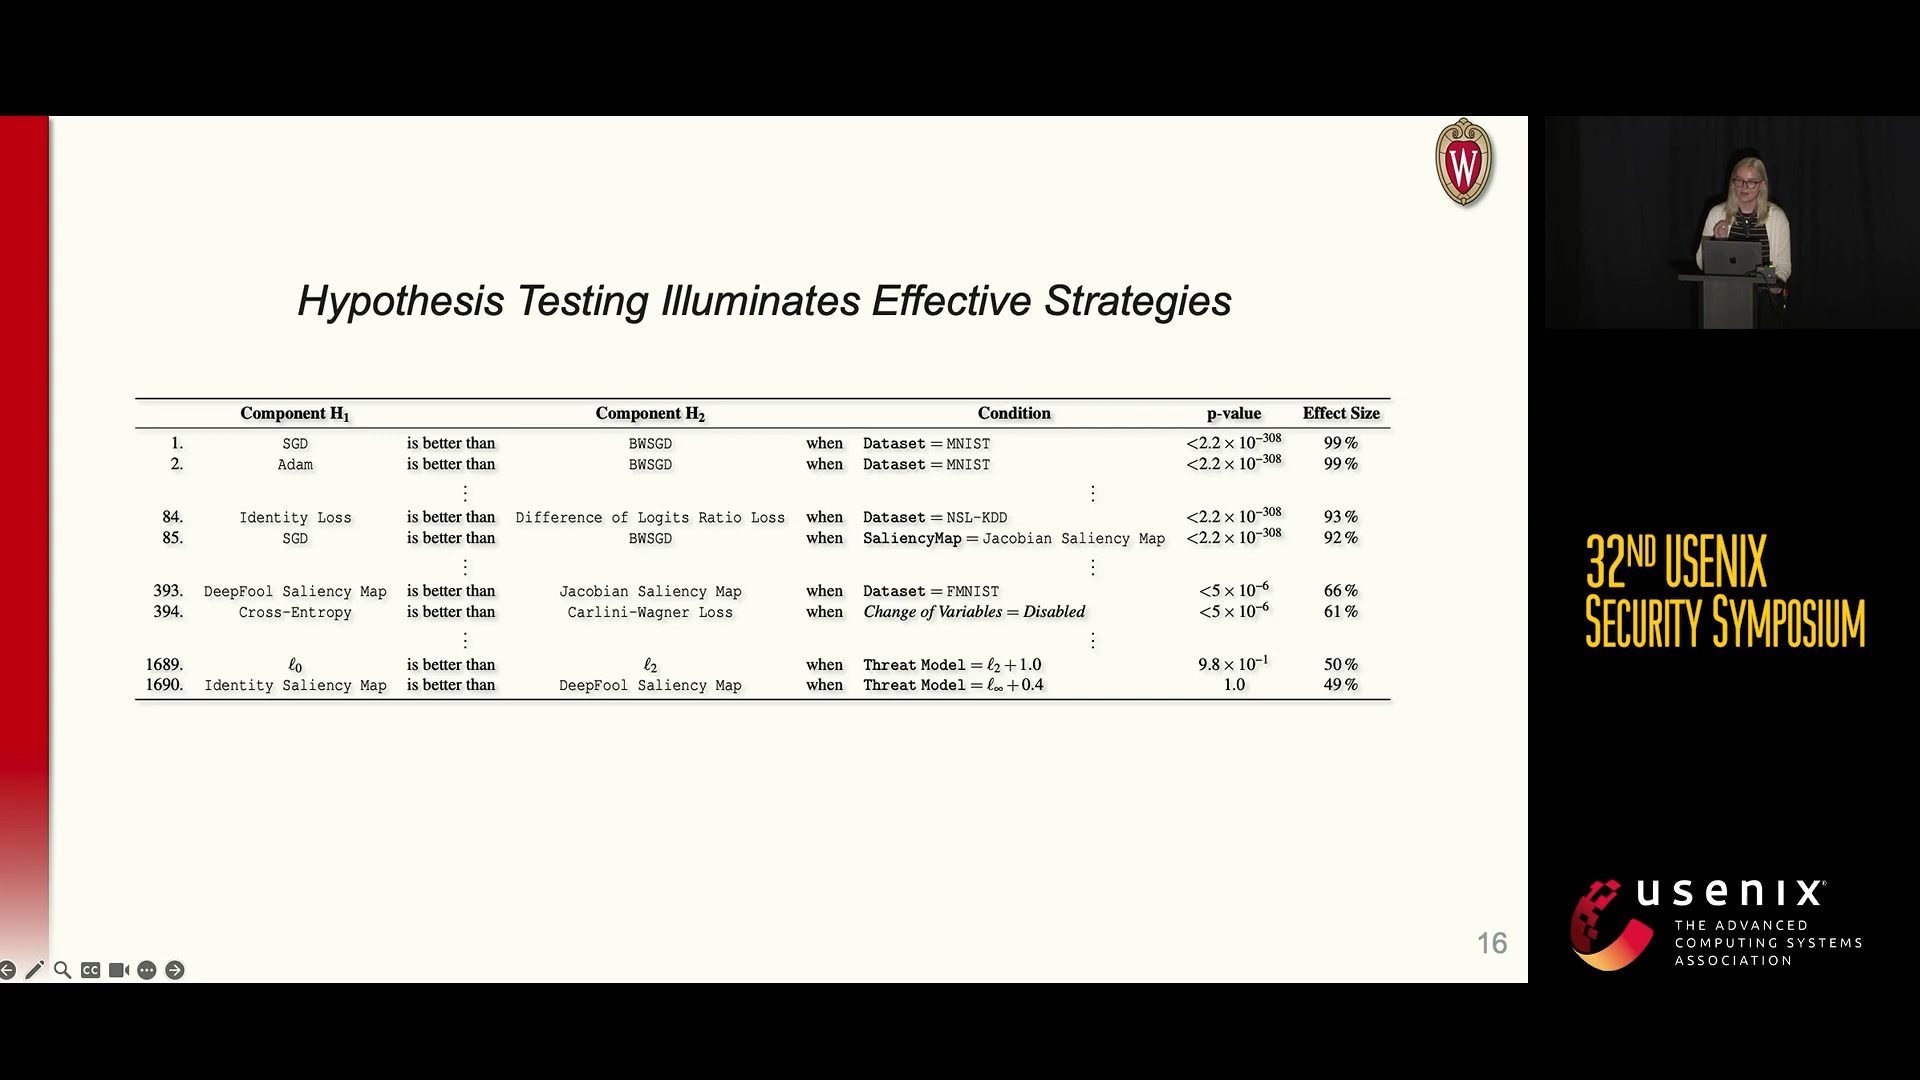 W
Hypothesis Testing Illuminates Effective Strategies
Component H₁ Component H₂ Condition p-value Effect Size
1. SGD is better than BWSGD when Dataset = MNIST <2.2 × 10⁻³⁰⁸ 99 %
2. Adam is better than BWSGD when Dataset = MNIST <2.2 × 10⁻³⁰⁸ 99 %
⋮ ⋮
84. Identity Loss is better than Difference of Logits Ratio Loss when Dataset = NSL-KDD <2.2 × 10⁻³⁰⁸ 93 %
85. SGD is better than BWSGD when SaliencyMap = Jacobian Saliency Map <2.2 × 10⁻³⁰⁸ 92 %
⋮ ⋮
393. DeepFool Saliency Map is better than Jacobian Saliency Map when Dataset = FMNIST <5 × 10⁻⁶ 66 %
394. Cross-Entropy is better than Carlini-Wagner Loss when Change of Variables = Disabled <5 × 10⁻⁶ 61 %
⋮ ⋮
1689. ℓ₀ is better than ℓ₂ when Threat Model = ℓ₂ + 1.0 9.8 × 10⁻¹ 50 %
1690. Identity Saliency Map is better than DeepFool Saliency Map when Threat Model = ℓ∞ + 0.4 1.0 49 %
16
CC
32ND USENIX
SECURITY SYMPOSIUM
usenix®
THE ADVANCED
COMPUTING SYSTEMS
ASSOCIATION